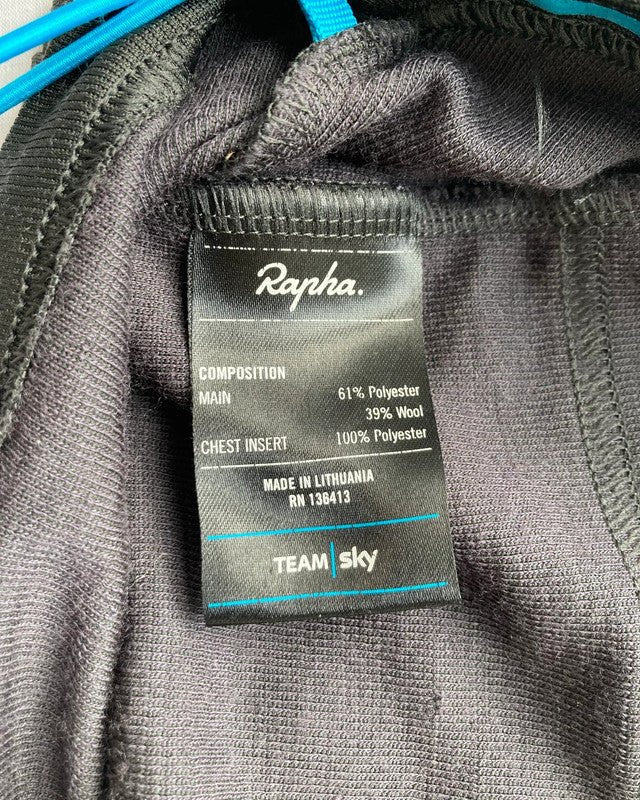 Rapha.
COMPOSITION
MAIN 61% Polyester
39% Wool
CHEST INSERT 100% Polyester
MADE IN LITHUANIA
RN 136413
TEAM | sky